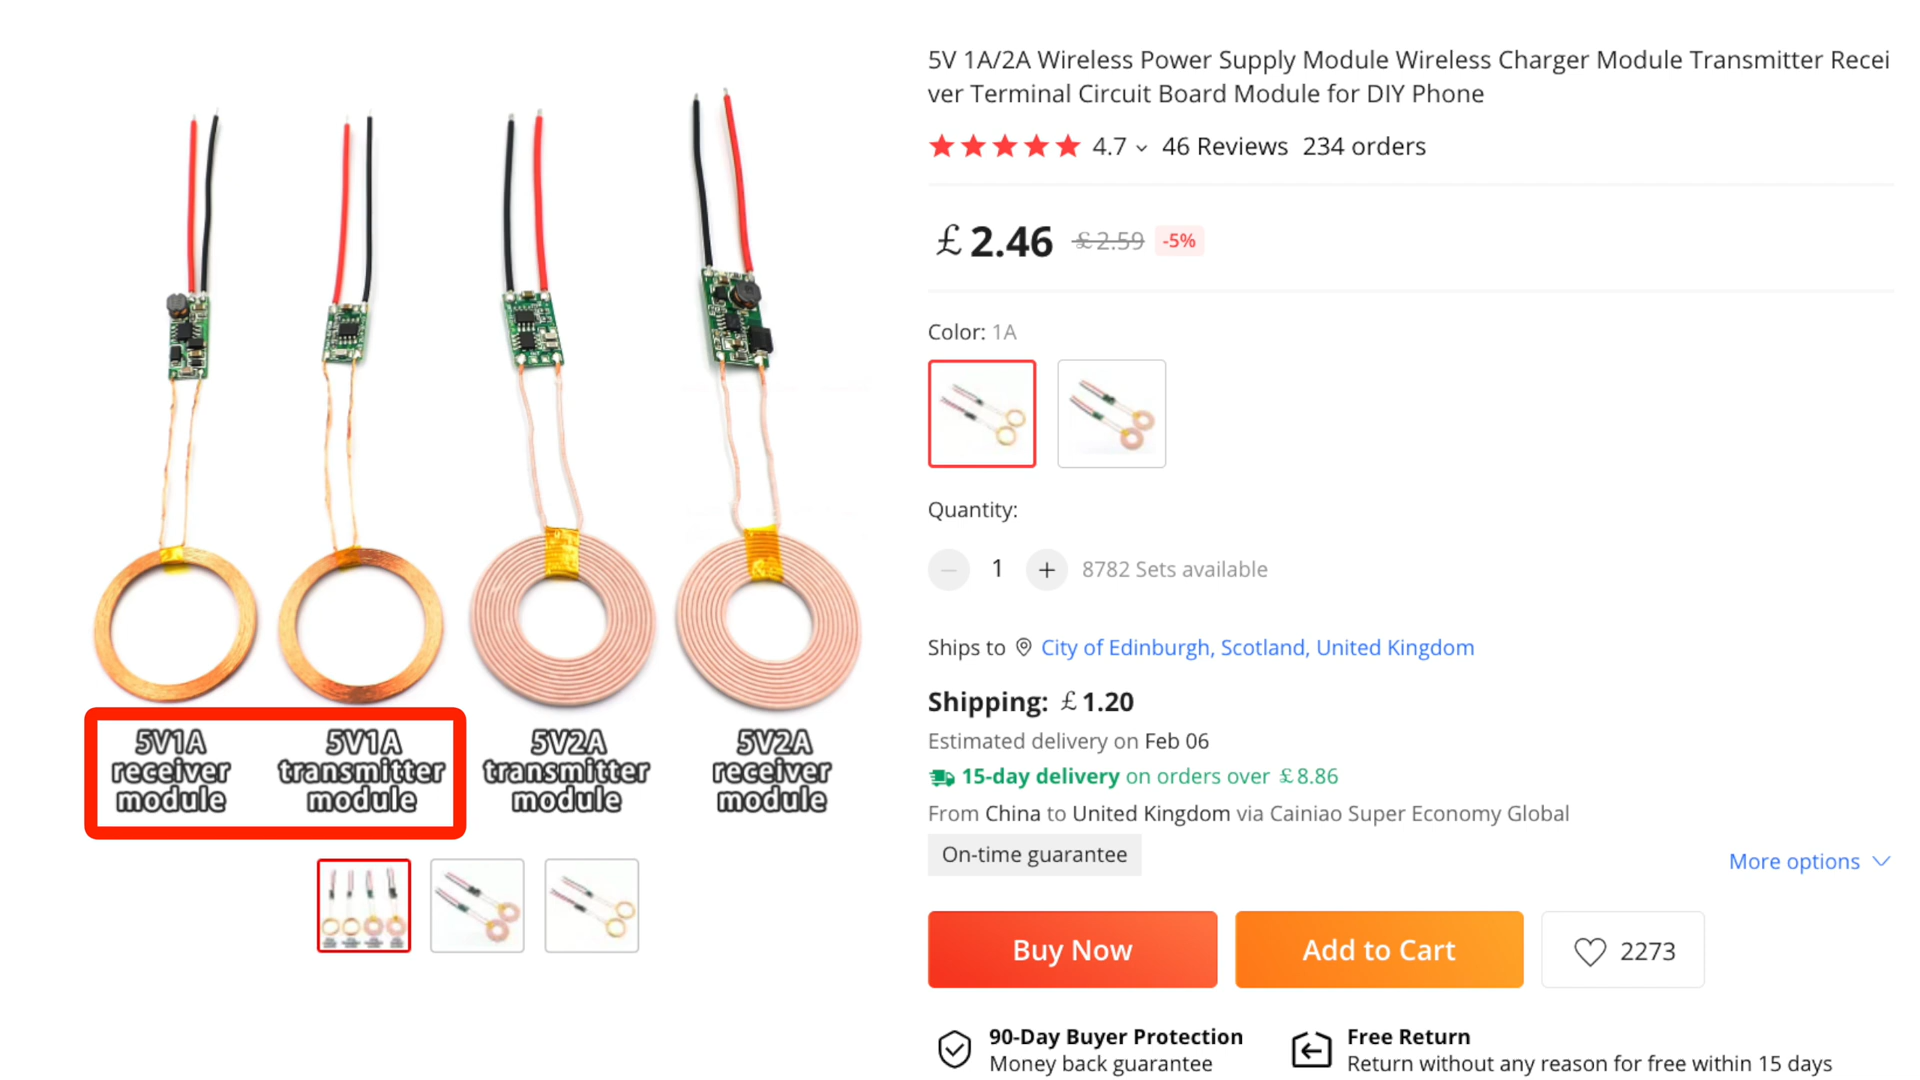 5V 1A/2A Wireless Power Supply Module Wireless Charger Module Transmitter Recei
ver Terminal Circuit Board Module for DIY Phone
4.7 46 Reviews 234 orders
£ 2.46 £ 2.59 -5%
Color: 1A
Quantity:
1 + 8782 Sets available
Ships to City of Edinburgh, Scotland, United Kingdom
Shipping: £ 1.20
Estimated delivery on Feb 06
15-day delivery on orders over £ 8.86
From China to United Kingdom via Cainiao Super Economy Global
On-time guarantee
More options
Buy Now
Add to Cart
2273
90-Day Buyer Protection
Money back guarantee
Free Return
Return without any reason for free within 15 days
5V1A
receiver
module
5V1A
transmitter
module
5V2A
transmitter
module
5V2A
receiver
module